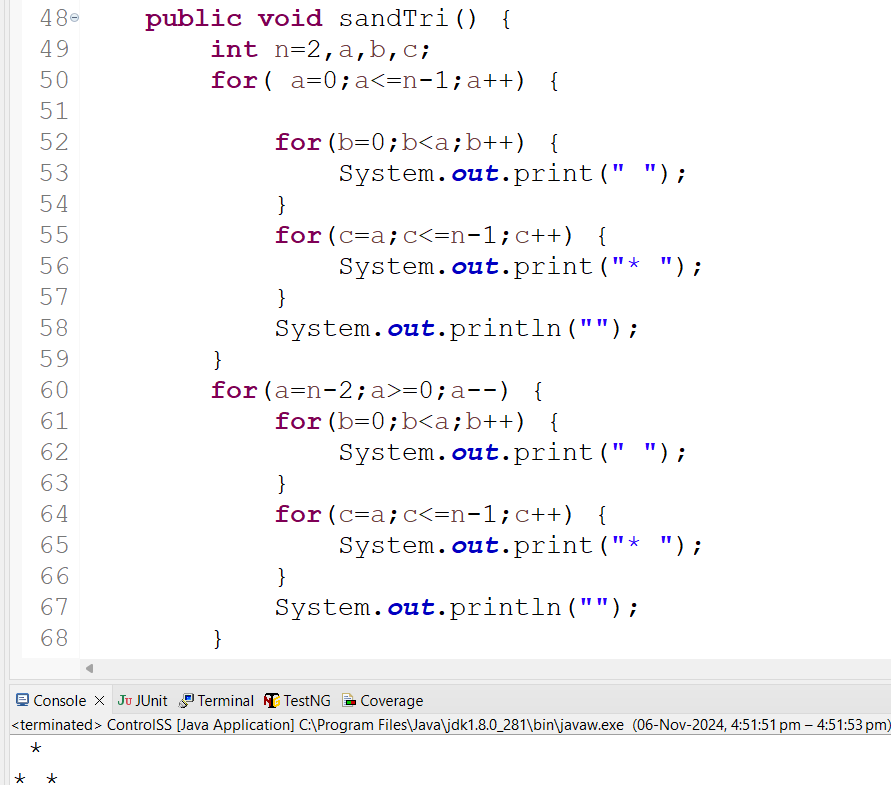 48 public void sandTri() {
49 int n=2,a,b,c;
50 for( a=0;a<=n-1;a++) {
51
52 for(b=0;b<a;b++) {
53 System.out.print(" ");
54 }
55 for(c=a;c<=n-1;c++) {
56 System.out.print("* ");
57 }
58 System.out.println("");
59 }
60 for(a=n-2;a>=0;a--) {
61 for(b=0;b<a;b++) {
62 System.out.print(" ");
63 }
64 for(c=a;c<=n-1;c++) {
65 System.out.print("* ");
66 }
67 System.out.println("");
68 }
Console × JU JUnit Terminal TestNG Coverage
<terminated> ControlSS [Java Application] C:\Program Files\Java\jdk1.8.0_281\bin\javaw.exe (06-Nov-2024, 4:51:51 pm – 4:51:53 pm)
*
* *